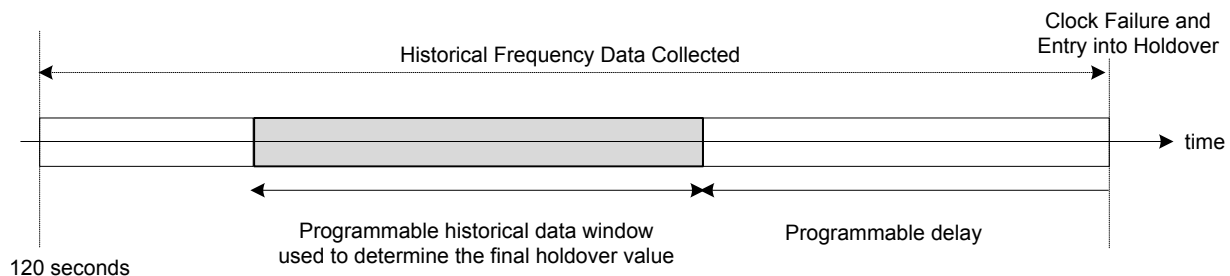 Clock Failure and
Entry into Holdover
Historical Frequency Data Collected
time
Programmable historical data window
used to determine the final holdover value
Programmable delay
120 seconds